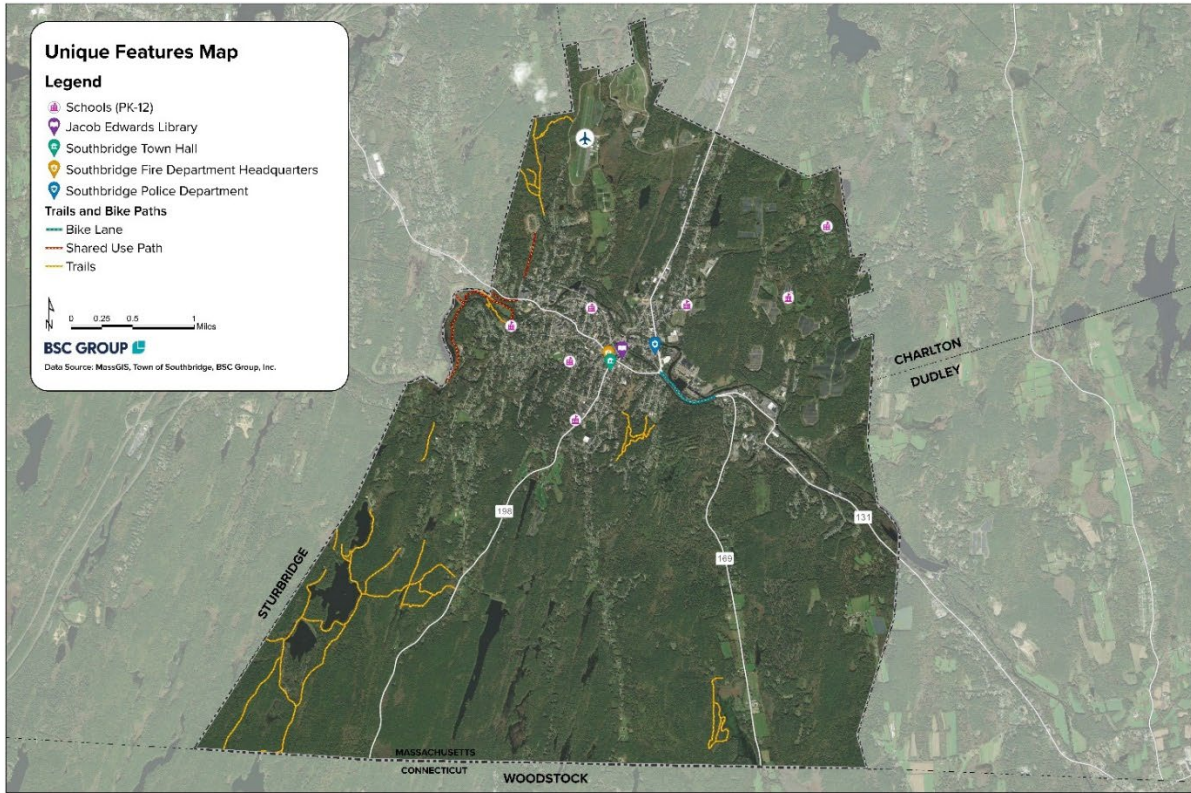 Unique Features Map
Legend
Schools (PK-12)
Jacob Edwards Library
Southbridge Town Hall
Southbridge Fire Department Headquarters
Southbridge Police Department
Trails and Bike Paths
Bike Lane
Shared Use Path
Trails
N
0 0.25 0.5 1
Miles
BSC GROUP
Data Source: MassGIS, Town of Southbridge, BSC Group, Inc.
CHARLTON
DUDLEY
198
131
169
STURBRIDGE
MASSACHUSETTS
CONNECTICUT
WOODSTOCK